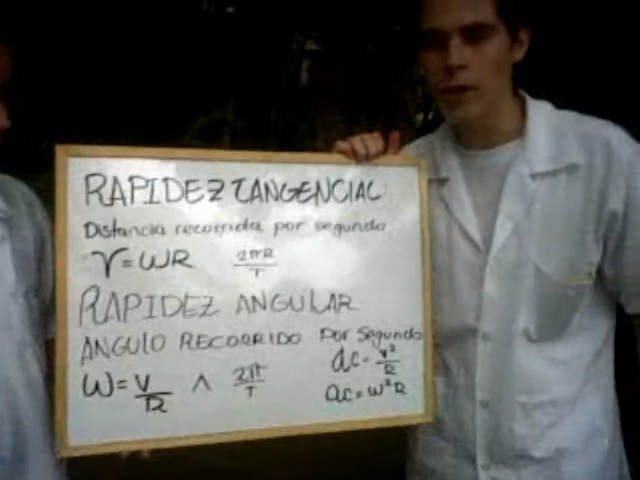 RAPIDEZ TANGENCIAL
Distancia recorrida por segundo
V = WR 2πR/T
RAPIDEZ ANGULAR
ANGULO RECORRIDO Por Segundo
W = V/R ∧ 2π/T
ac = v²/R
ac = w²R